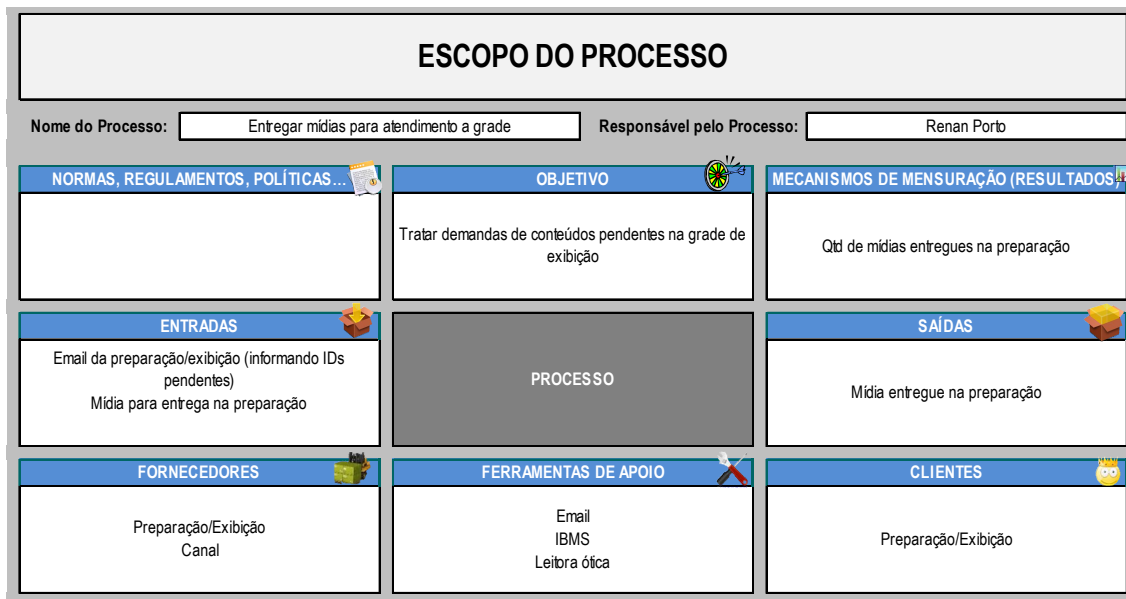 ESCOPO DO PROCESSO
Nome do Processo:
Entregar mídias para atendimento a grade
Responsável pelo Processo:
Renan Porto
NORMAS, REGULAMENTOS, POLÍTICAS...
OBJETIVO
MECANISMOS DE MENSURAÇÃO (RESULTADOS)
Tratar demandas de conteúdos pendentes na grade de
exibição
Qtd de mídias entregues na preparação
ENTRADAS
PROCESSO
SAÍDAS
Email da preparação/exibição (informando IDs
pendentes)
Mídia para entrega na preparação
Mídia entregue na preparação
FORNECEDORES
FERRAMENTAS DE APOIO
CLIENTES
Preparação/Exibição
Canal
Email
IBMS
Leitora ótica
Preparação/Exibição